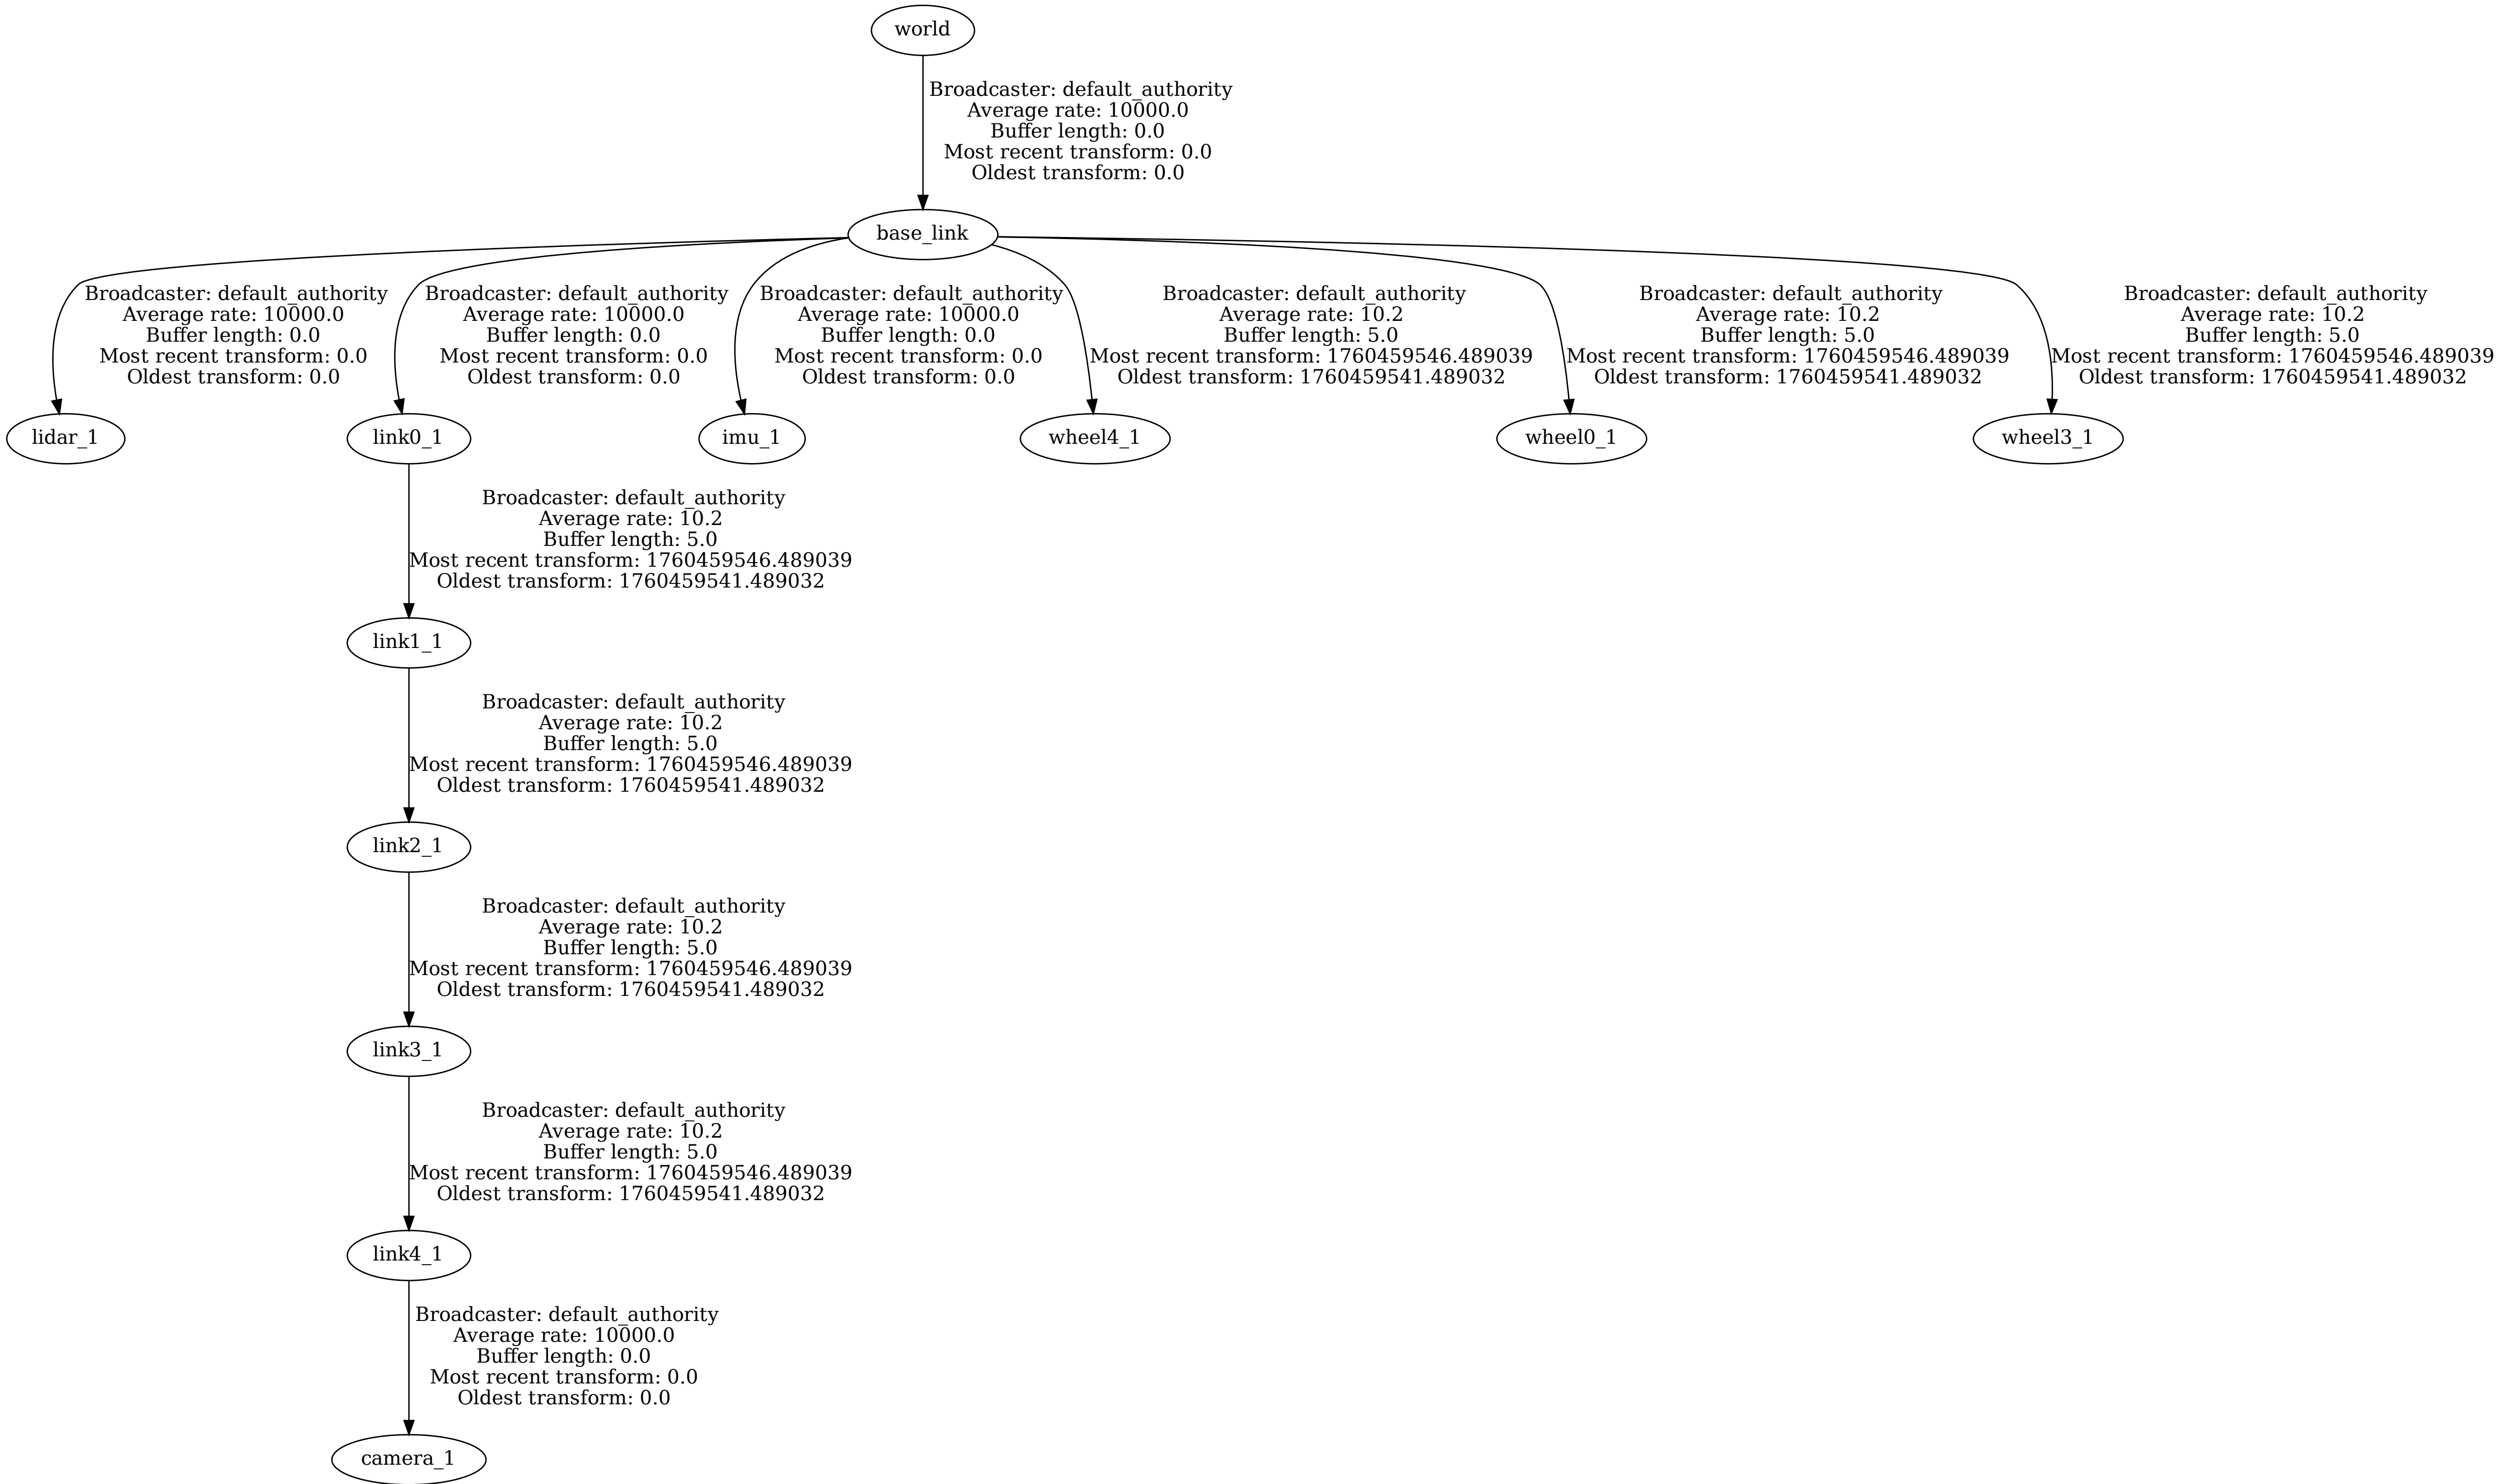 world
Broadcaster: default_authority
Average rate: 10000.0
Buffer length: 0.0
Most recent transform: 0.0
Oldest transform: 0.0
base_link
Broadcaster: default_authority
Average rate: 10000.0
Buffer length: 0.0
Most recent transform: 0.0
Oldest transform: 0.0
Broadcaster: default_authority
Average rate: 10000.0
Buffer length: 0.0
Most recent transform: 0.0
Oldest transform: 0.0
Broadcaster: default_authority
Average rate: 10000.0
Buffer length: 0.0
Most recent transform: 0.0
Oldest transform: 0.0
Broadcaster: default_authority
Average rate: 10.2
Buffer length: 5.0
Most recent transform: 1760459546.489039
Oldest transform: 1760459541.489032
Broadcaster: default_authority
Average rate: 10.2
Buffer length: 5.0
Most recent transform: 1760459546.489039
Oldest transform: 1760459541.489032
Broadcaster: default_authority
Average rate: 10.2
Buffer length: 5.0
Most recent transform: 1760459546.489039
Oldest transform: 1760459541.489032
lidar_1
link0_1
imu_1
wheel4_1
wheel0_1
wheel3_1
Broadcaster: default_authority
Average rate: 10.2
Buffer length: 5.0
Most recent transform: 1760459546.489039
Oldest transform: 1760459541.489032
link1_1
Broadcaster: default_authority
Average rate: 10.2
Buffer length: 5.0
Most recent transform: 1760459546.489039
Oldest transform: 1760459541.489032
link2_1
Broadcaster: default_authority
Average rate: 10.2
Buffer length: 5.0
Most recent transform: 1760459546.489039
Oldest transform: 1760459541.489032
link3_1
Broadcaster: default_authority
Average rate: 10.2
Buffer length: 5.0
Most recent transform: 1760459546.489039
Oldest transform: 1760459541.489032
link4_1
Broadcaster: default_authority
Average rate: 10000.0
Buffer length: 0.0
Most recent transform: 0.0
Oldest transform: 0.0
camera_1